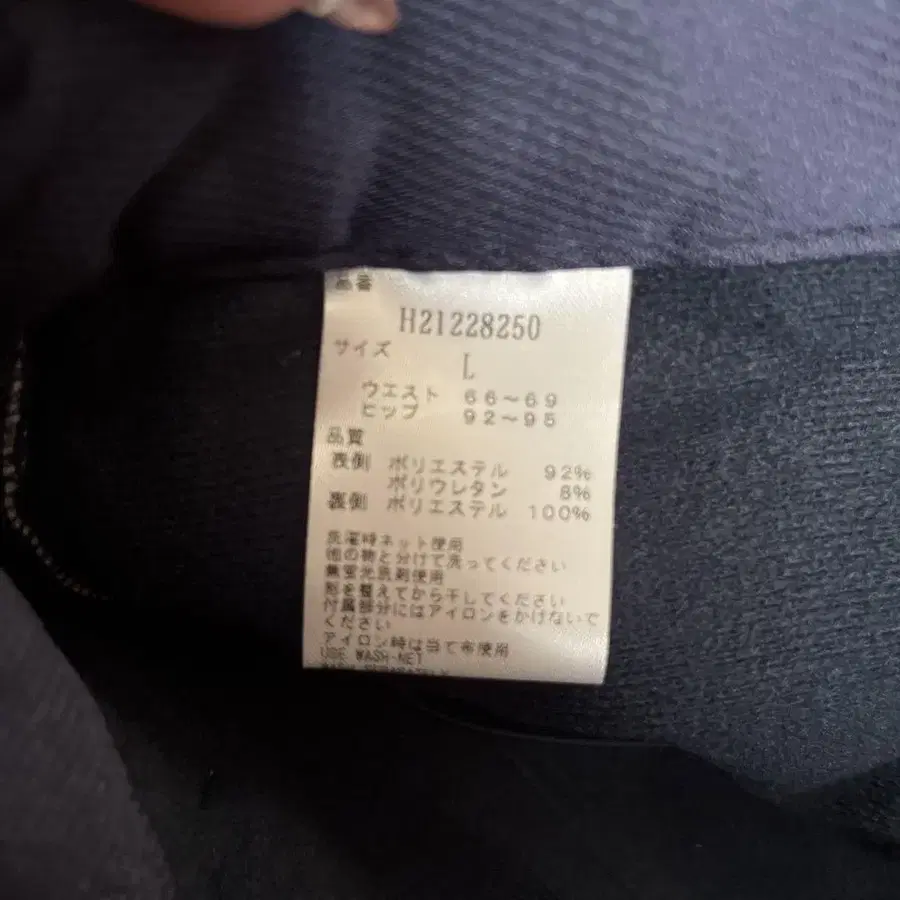 品番
H21228250
サイズ
L
ウエスト 66~69
ヒップ 92~95
品質
表側 ポリエステル 92%
ポリウレタン 8%
裏側 ポリエステル 100%
洗濯時ネット使用
他の物と分けて洗ってください
無蛍光洗剤使用
形を整えてから干してください
付属部分にはアイロンをかけないで
ください
アイロン時は当て布使用
USE WASH-NET